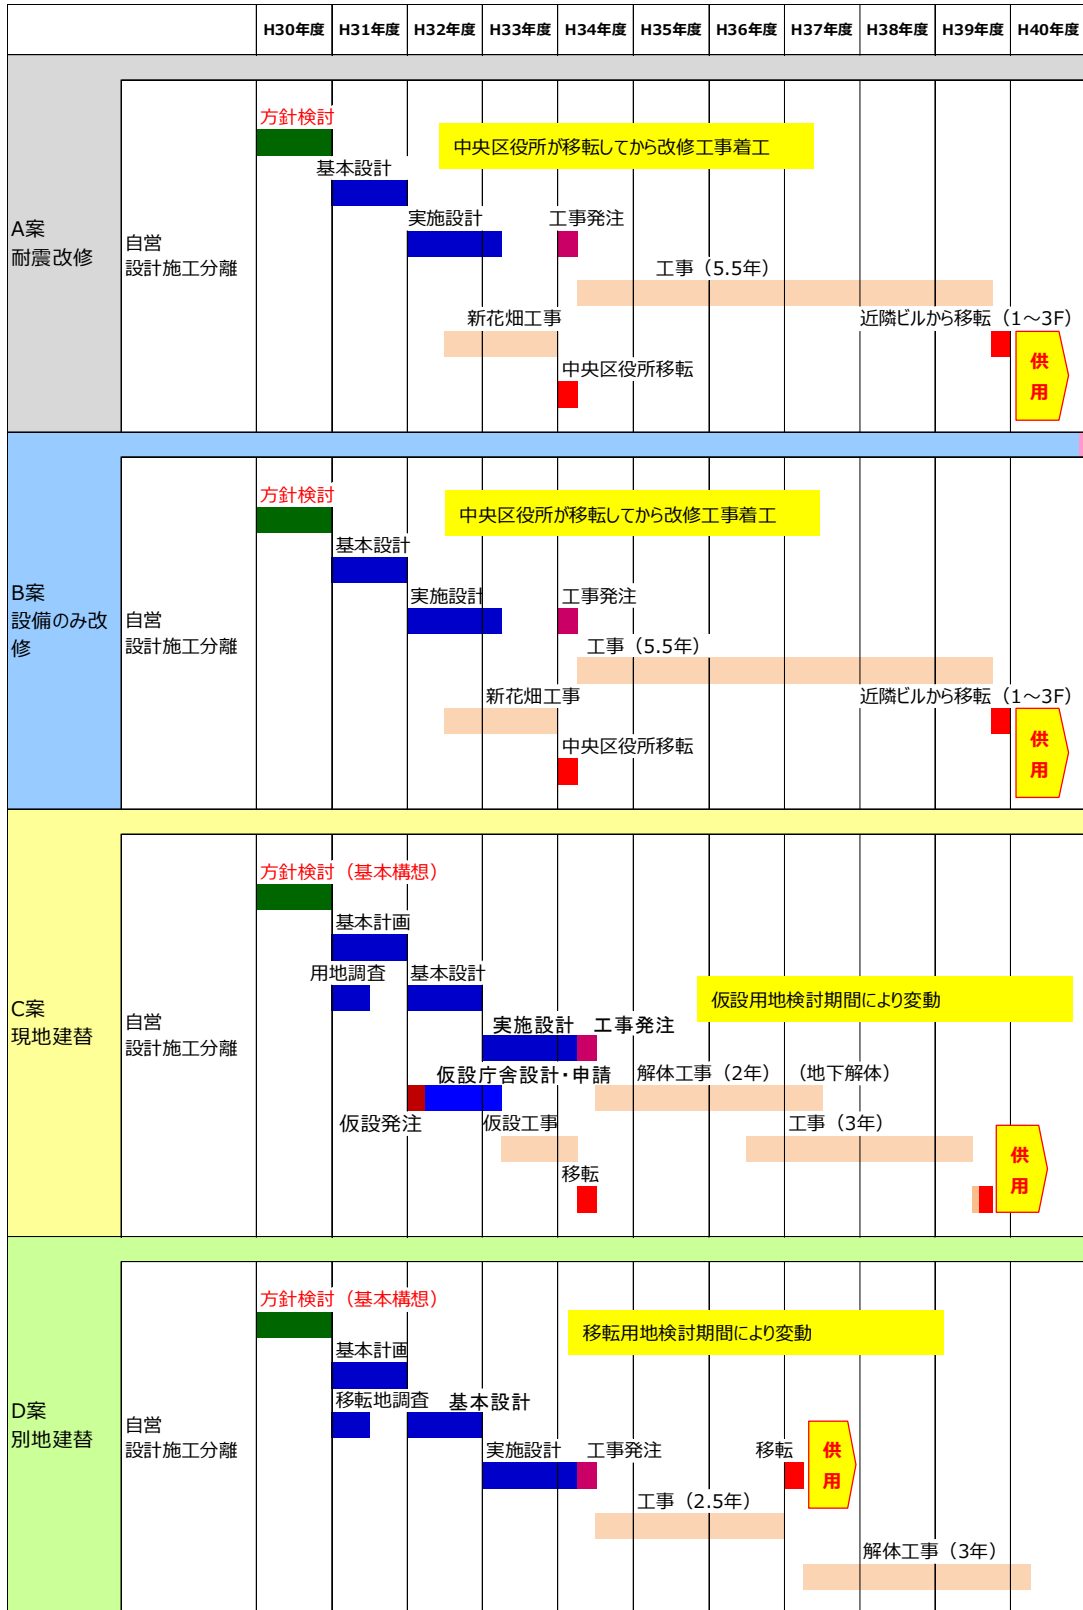 H30年度 H31年度 H32年度 H33年度 H34年度 H35年度 H36年度 H37年度 H38年度 H39年度 H40年度
A案
耐震改修
自営
設計施工分離
方針検討
中央区役所が移転してから改修工事着工
基本設計
実施設計
工事発注
工事（5.5年）
新花畑工事
近隣ビルから移転（1～3F）
中央区役所移転
供
用
B案
設備のみ改
修
自営
設計施工分離
方針検討
中央区役所が移転してから改修工事着工
基本設計
実施設計
工事発注
工事（5.5年）
新花畑工事
近隣ビルから移転（1～3F）
中央区役所移転
供
用
C案
現地建替
自営
設計施工分離
方針検討（基本構想）
基本計画
用地調査
基本設計
仮設用地検討期間により変動
実施設計
工事発注
仮設庁舎設計・申請
解体工事（2年）
（地下解体）
仮設発注
仮設工事
工事（3年）
移転
供
用
D案
別地建替
自営
設計施工分離
方針検討（基本構想）
移転用地検討期間により変動
基本計画
移転地調査
基本設計
実施設計
工事発注
移転
供
用
工事（2.5年）
解体工事（3年）